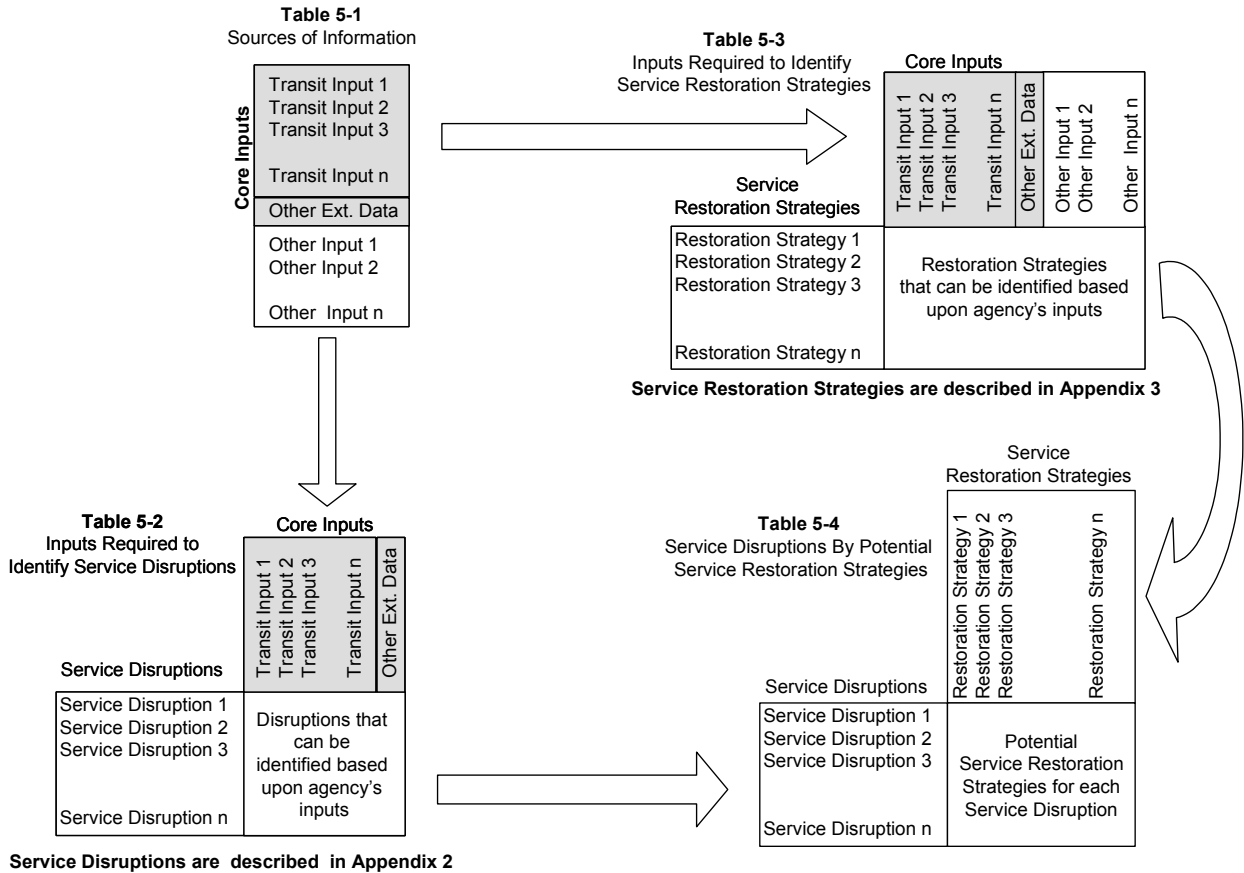 Table 5-1
Sources of Information
Core Inputs
Transit Input 1
Transit Input 2
Transit Input 3
Transit Input n
Other Ext. Data
Other Input 1
Other Input 2
Other Input n
Table 5-3
Inputs Required to Identify
Service Restoration Strategies
Core Inputs
Transit Input 1
Transit Input 2
Transit Input 3
Transit Input n
Other Ext. Data
Other Input 1
Other Input 2
Other Input n
Service
Restoration Strategies
Restoration Strategy 1
Restoration Strategy 2
Restoration Strategy 3
Restoration Strategy n
Restoration Strategies
that can be identified based
upon agency's inputs
Service Restoration Strategies are described in Appendix 3
Table 5-2
Inputs Required to
Identify Service Disruptions
Core Inputs
Transit Input 1
Transit Input 2
Transit Input 3
Transit Input n
Other Ext. Data
Service Disruptions
Service Disruption 1
Service Disruption 2
Service Disruption 3
Service Disruption n
Disruptions that
can be
identified based
upon agency's
inputs
Service Disruptions are described in Appendix 2
Table 5-4
Service Disruptions By Potential
Service Restoration Strategies
Service
Restoration Strategies
Restoration Strategy 1
Restoration Strategy 2
Restoration Strategy 3
Restoration Strategy n
Service Disruptions
Service Disruption 1
Service Disruption 2
Service Disruption 3
Service Disruption n
Potential
Service Restoration
Strategies for each
Service Disruption